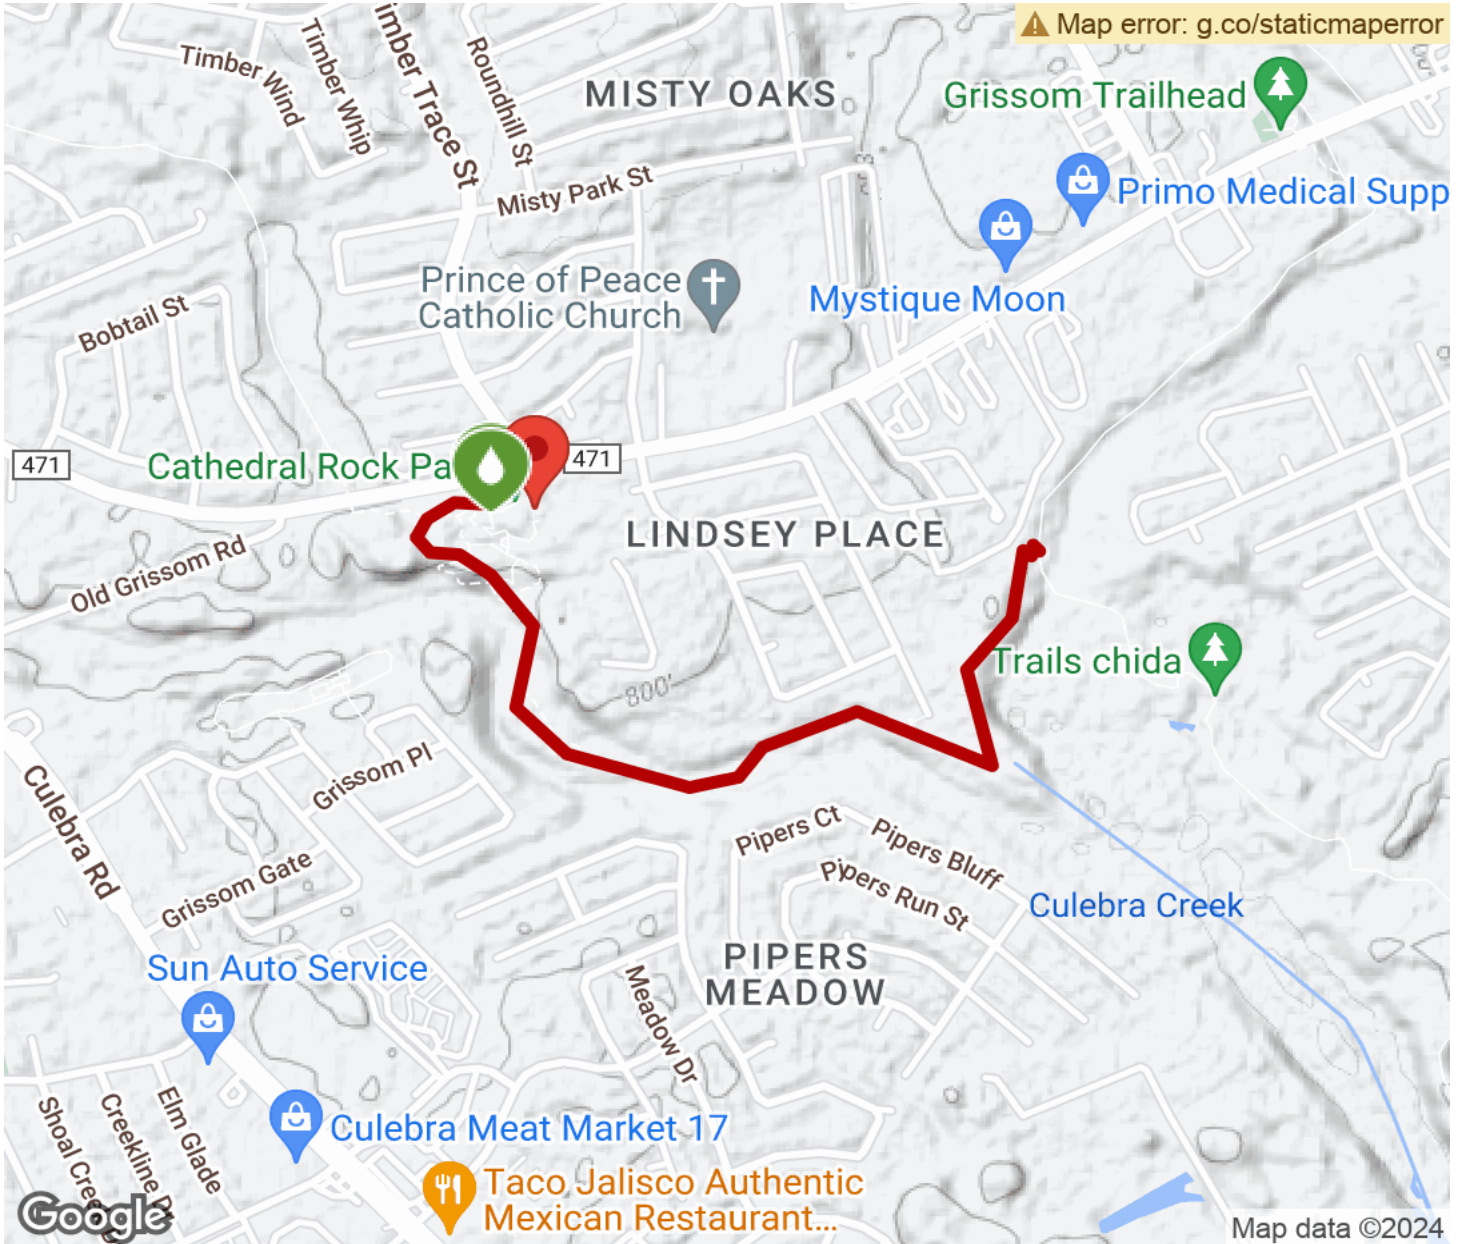 Map error: g.co/staticmaperror
Timber Wind
Timber Whip
imber Trace St
Roundhill St
MISTY OAKS
Grissom Trailhead
Misty Park St
Primo Medical Supp
Prince of Peace
Catholic Church
Mystique Moon
Bobtail St
471
Cathedral Rock Pa
471
LINDSEY PLACE
Old Grissom Rd
Trails chida
800'
Grissom Pl
Culebra Rd
Pipers Ct
Pipers Bluff
Pipers Run St
Grissom Gate
Culebra Creek
Sun Auto Service
PIPERS
MEADOW
Meadow Dr
Elm Glade
Creekline Dr
Shoal Cree
Culebra Meat Market 17
Taco Jalisco Authentic
Mexican Restaurant...
Google
Map data ©2024